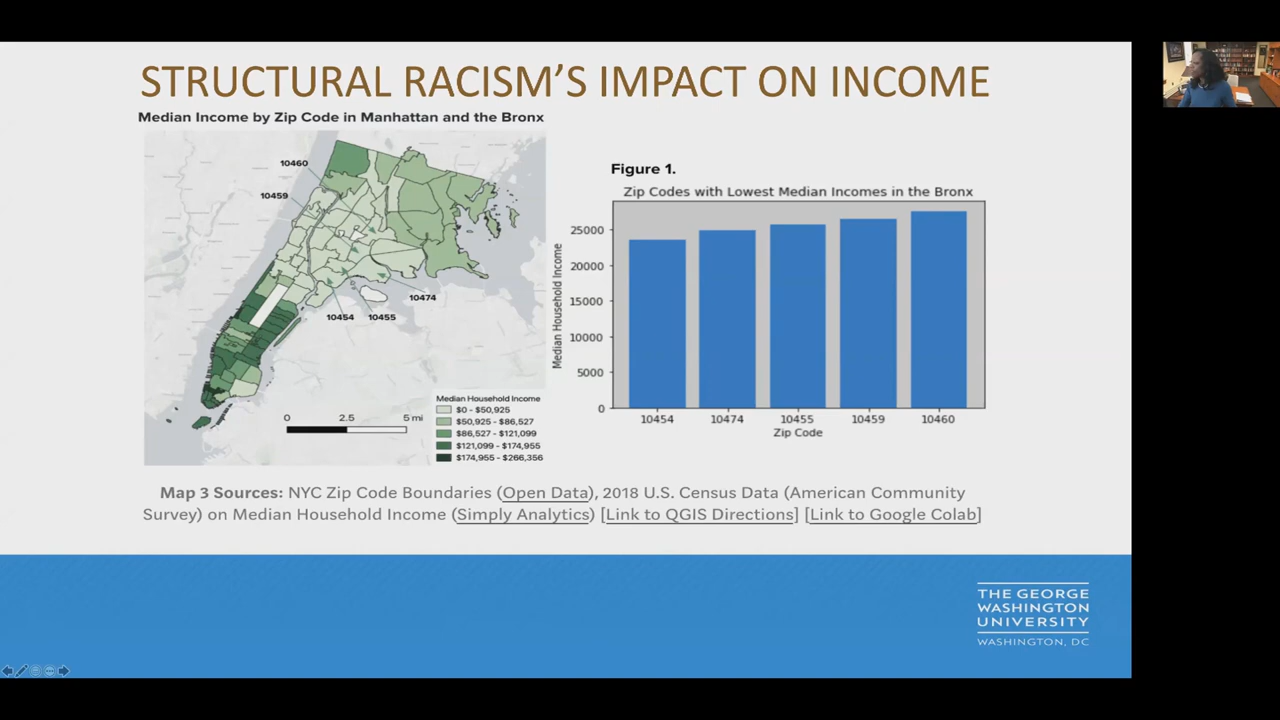 STRUCTURAL RACISM'S IMPACT ON INCOME
Median Income by Zip Code in Manhattan and the Bronx
10460
10459
10474
10454
10455
0
2.5
5 mi
Median Household Income
$0 - $50,925
$50,925 - $86,527
$86,527 - $121,099
$121,099 - $174,955
$174,955 - $266,356
Figure 1.
Zip Codes with Lowest Median Incomes in the Bronx
Median Household Income
25000
20000
15000
10000
5000
0
10454
10474
10455
10459
10460
Zip Code
Map 3 Sources: NYC Zip Code Boundaries (Open Data), 2018 U.S. Census Data (American Community
Survey) on Median Household Income (Simply Analytics) [Link to QGIS Directions] [Link to Google Colab]
THE GEORGE
WASHINGTON
UNIVERSITY
WASHINGTON, DC